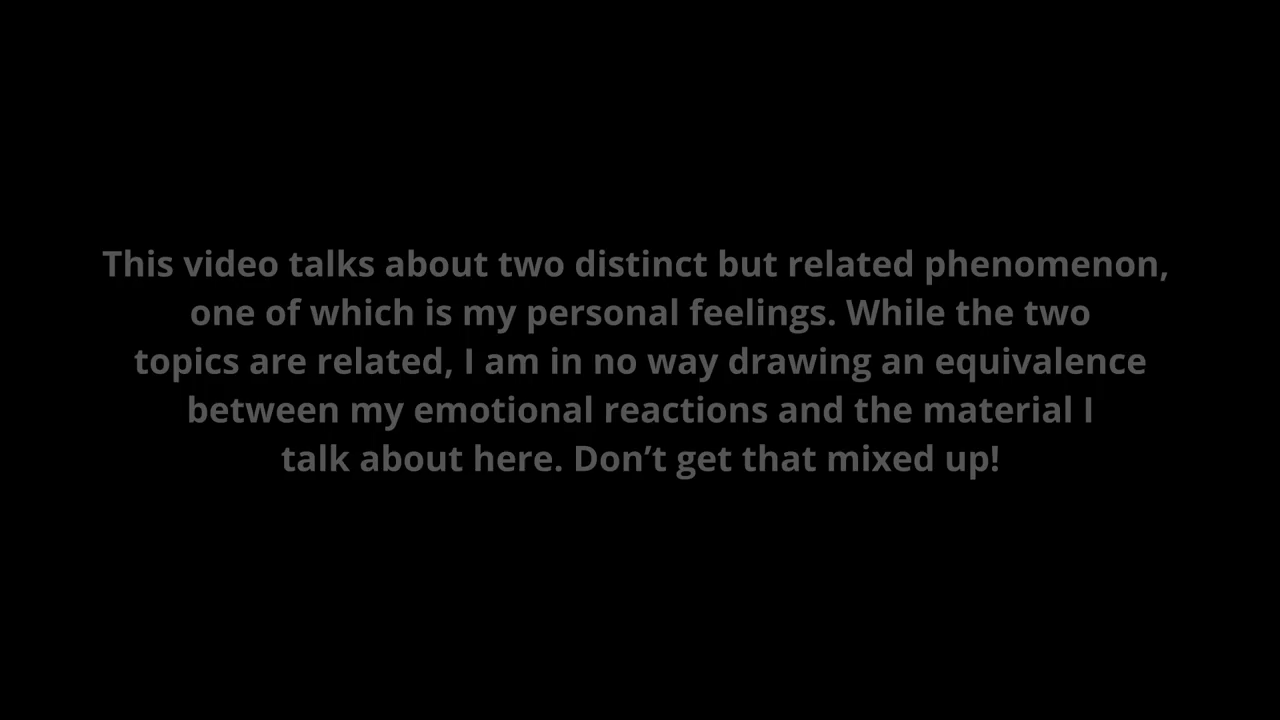 This video talks about two distinct but related phenomenon,
one of which is my personal feelings. While the two
topics are related, I am in no way drawing an equivalence
between my emotional reactions and the material I
talk about here. Don’t get that mixed up!